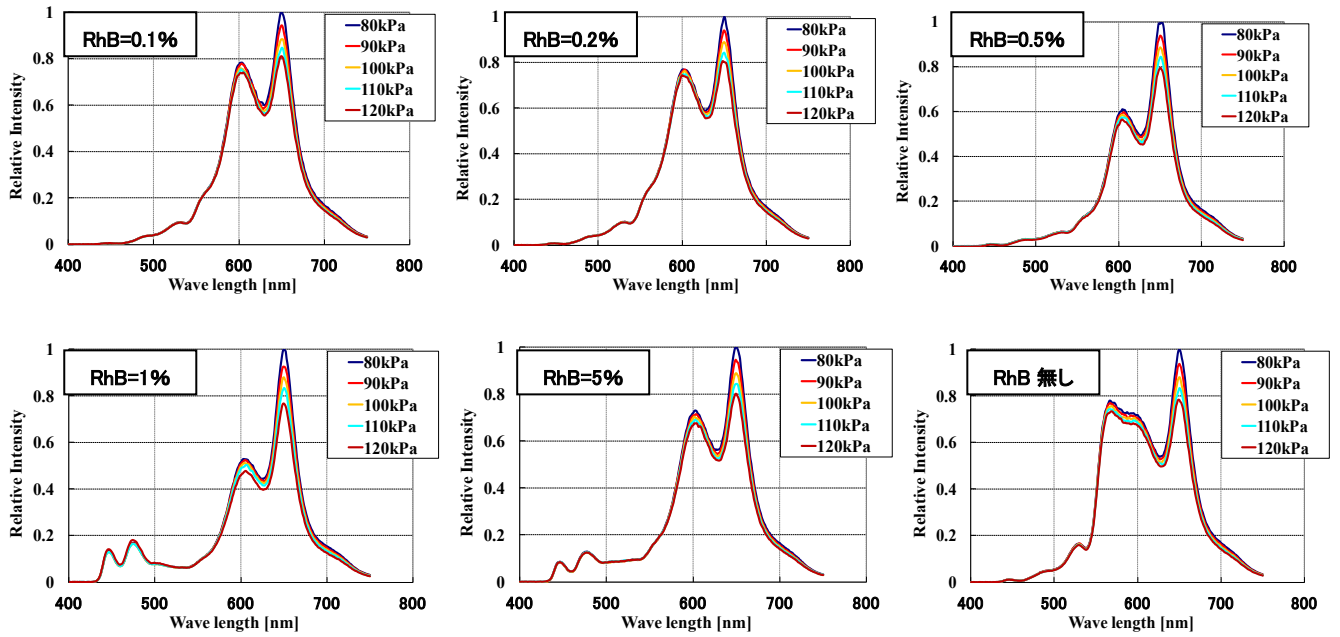 RhB=0.1%
80kPa
90kPa
100kPa
110kPa
120kPa
Relative Intensity
1
0.8
0.6
0.4
0.2
0
400 500 600 700 800
Wave length [nm]
RhB=0.2%
80kPa
90kPa
100kPa
110kPa
120kPa
Relative Intensity
1
0.8
0.6
0.4
0.2
0
400 500 600 700 800
Wave length [nm]
RhB=0.5%
80kPa
90kPa
100kPa
110kPa
120kPa
Relative Intensity
1
0.8
0.6
0.4
0.2
0
400 500 600 700 800
Wave length [nm]
RhB=1%
80kPa
90kPa
100kPa
110kPa
120kPa
Relative Intensity
1
0.8
0.6
0.4
0.2
0
400 500 600 700 800
Wave length [nm]
RhB=5%
80kPa
90kPa
100kPa
110kPa
120kPa
Relative Intensity
1
0.8
0.6
0.4
0.2
0
400 500 600 700 800
Wave length [nm]
RhB 無し
80kPa
90kPa
100kPa
110kPa
120kPa
Relative Intensity
1
0.8
0.6
0.4
0.2
0
400 500 600 700 800
Wave length [nm]